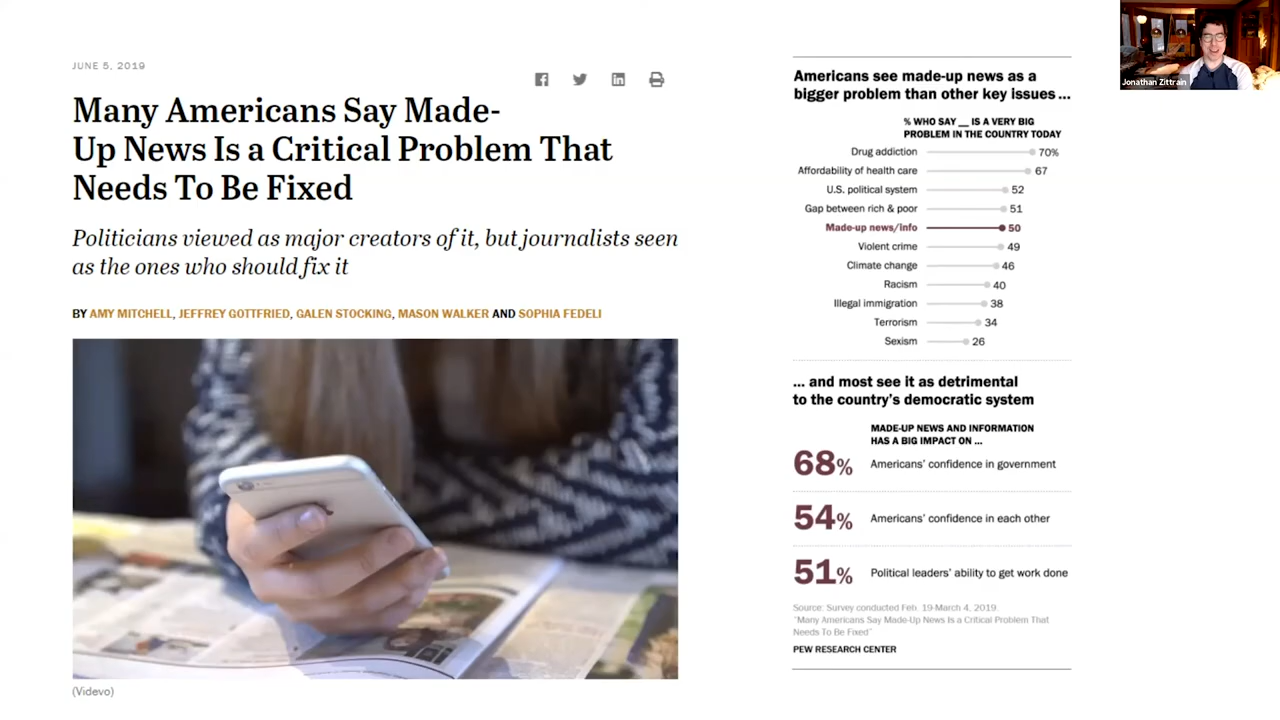 JUNE 5, 2019
Many Americans Say Made-
Up News Is a Critical Problem That
Needs To Be Fixed
Politicians viewed as major creators of it, but journalists seen
as the ones who should fix it
BY AMY MITCHELL, JEFFREY GOTTFRIED, GALEN STOCKING, MASON WALKER AND SOPHIA FEDELI
(Videvo)
Americans see made-up news as a
bigger problem than other key issues ...
% WHO SAY __ IS A VERY BIG
PROBLEM IN THE COUNTRY TODAY
Drug addiction 70%
Affordability of health care 67
U.S. political system 52
Gap between rich & poor 51
Made-up news/info 50
Violent crime 49
Climate change 46
Racism 40
Illegal immigration 38
Terrorism 34
Sexism 26
... and most see it as detrimental
to the country's democratic system
MADE-UP NEWS AND INFORMATION
HAS A BIG IMPACT ON ...
68% Americans' confidence in government
54% Americans' confidence in each other
51% Political leaders' ability to get work done
Source: Survey conducted Feb. 19-March 4, 2019.
"Many Americans Say Made-Up News Is a Critical Problem That
Needs To Be Fixed"
PEW RESEARCH CENTER
Jonathan Zittrain